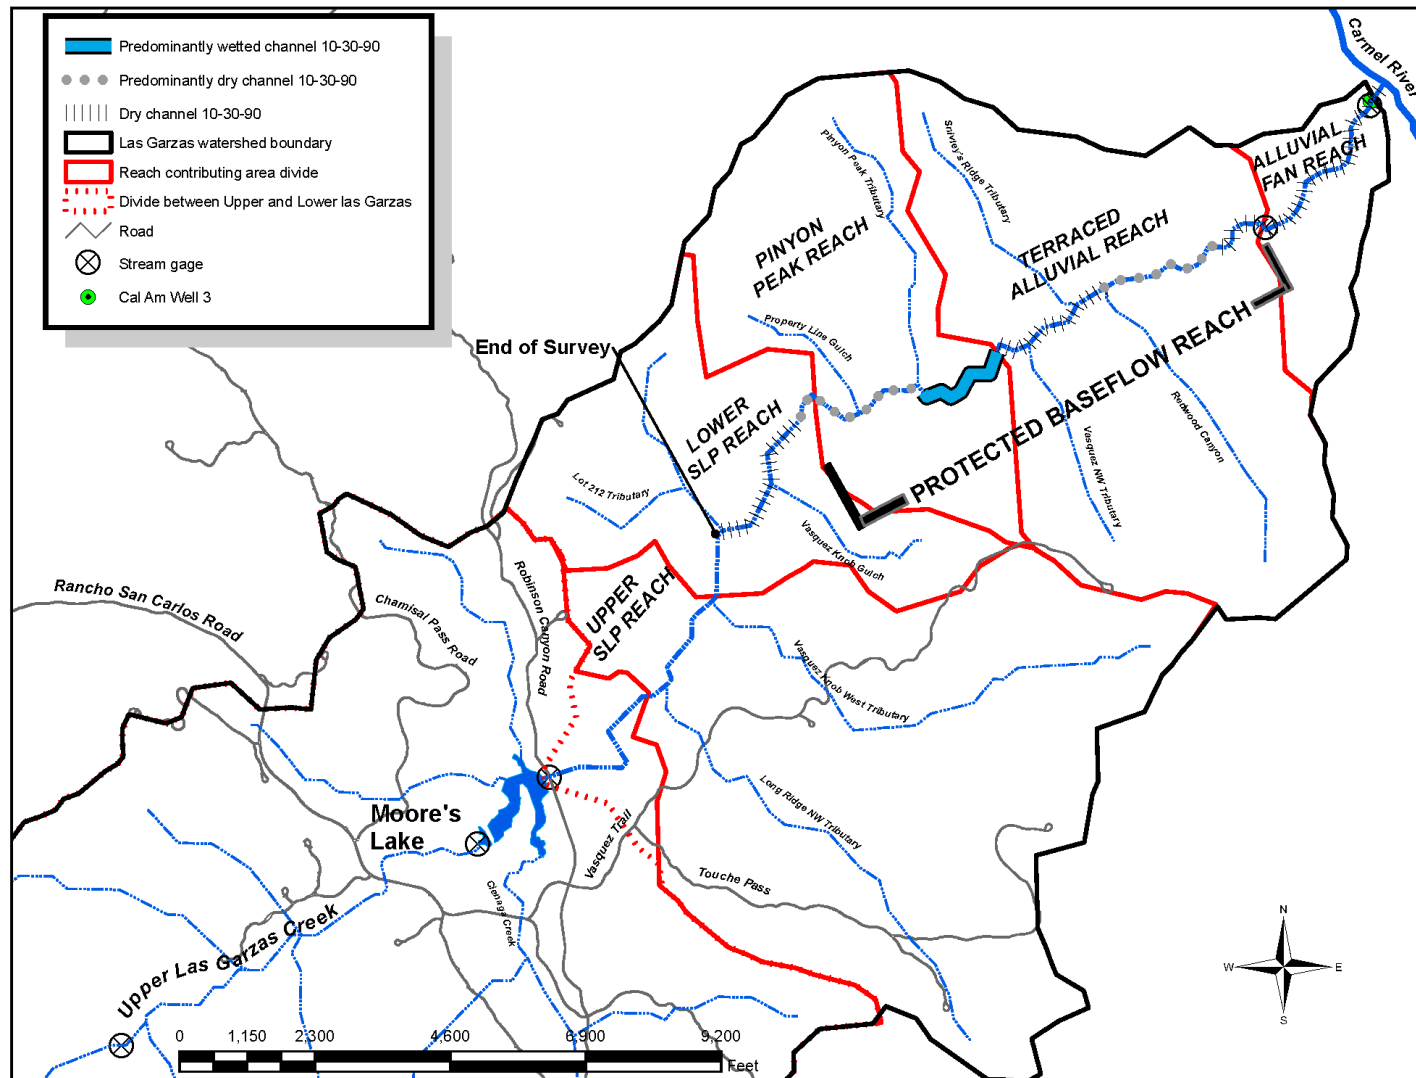 Predominantly wetted channel 10-30-90
Predominantly dry channel 10-30-90
Dry channel 10-30-90
Las Garzas watershed boundary
Reach contributing area divide
Divide between Upper and Lower las Garzas
Road
Stream gage
Cal Am Well 3
Carmel River
ALLUVIAL
FAN REACH
Pinyon Peak Tributary
Snivley's Ridge Tributary
PINYON
PEAK REACH
TERRACED
ALLUVIAL REACH
Property Line Gulch
End of Survey
PROTECTED BASEFLOW REACH
LOWER
SLP REACH
Redwood Canyon
Vasquez NW Tributary
Lot 212 Tributary
Vasquez Knob Gulch
Robinson Canyon Road
UPPER
SLP REACH
Rancho San Carlos Road
Chamisal Pass Road
Vasquez Knob West Tributary
Long Ridge NW Tributary
Moore's
Lake
Vasquez Trail
Touche Pass
Cienaga Creek
Upper Las Garzas Creek
N
W
E
S
0
1,150
2,300
4,600
6,900
9,200
Feet